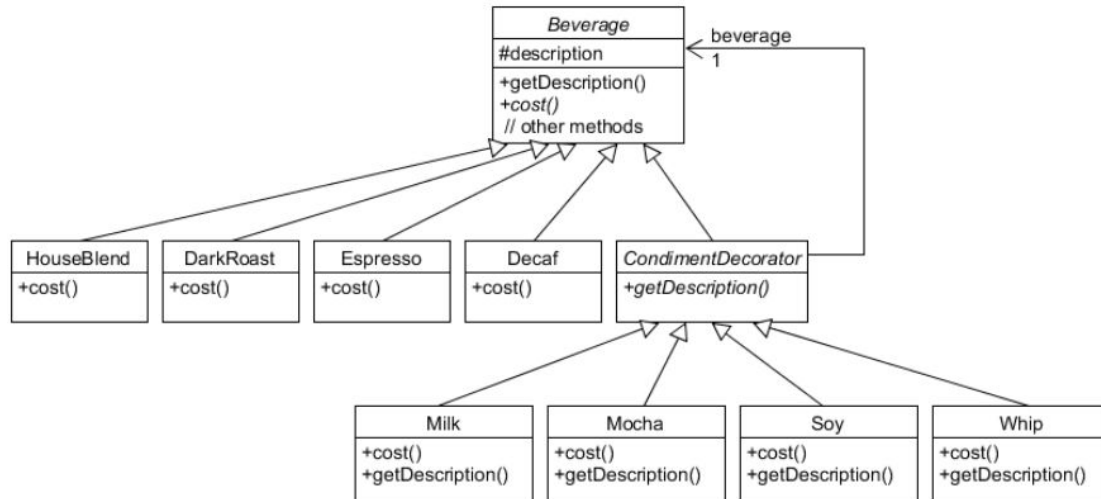 Beverage
#description
+getDescription()
+cost()
// other methods
beverage
1
HouseBlend
+cost()
DarkRoast
+cost()
Espresso
+cost()
Decaf
+cost()
CondimentDecorator
+getDescription()
Milk
+cost()
+getDescription()
Mocha
+cost()
+getDescription()
Soy
+cost()
+getDescription()
Whip
+cost()
+getDescription()